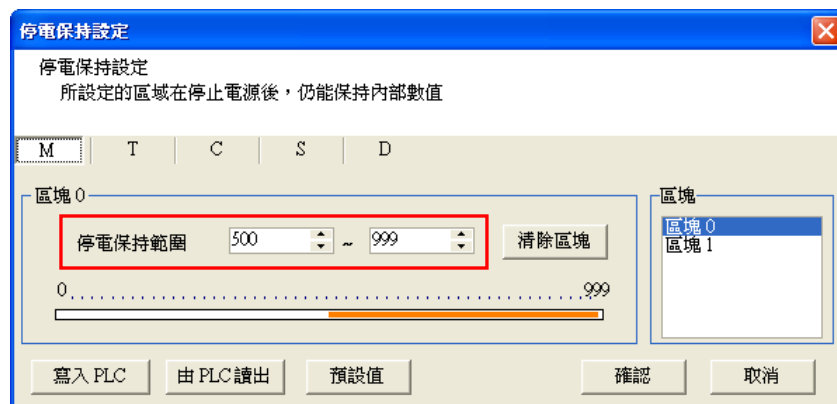 停電保持設定
停電保持設定
所設定的區域在停止電源後，仍能保持內部數值
M T C S D
區塊 0
停電保持範圍 500 ~ 999 清除區塊
0 999
區塊
區塊 0
區塊 1
寫入 PLC 由 PLC 讀出 預設值 確認 取消